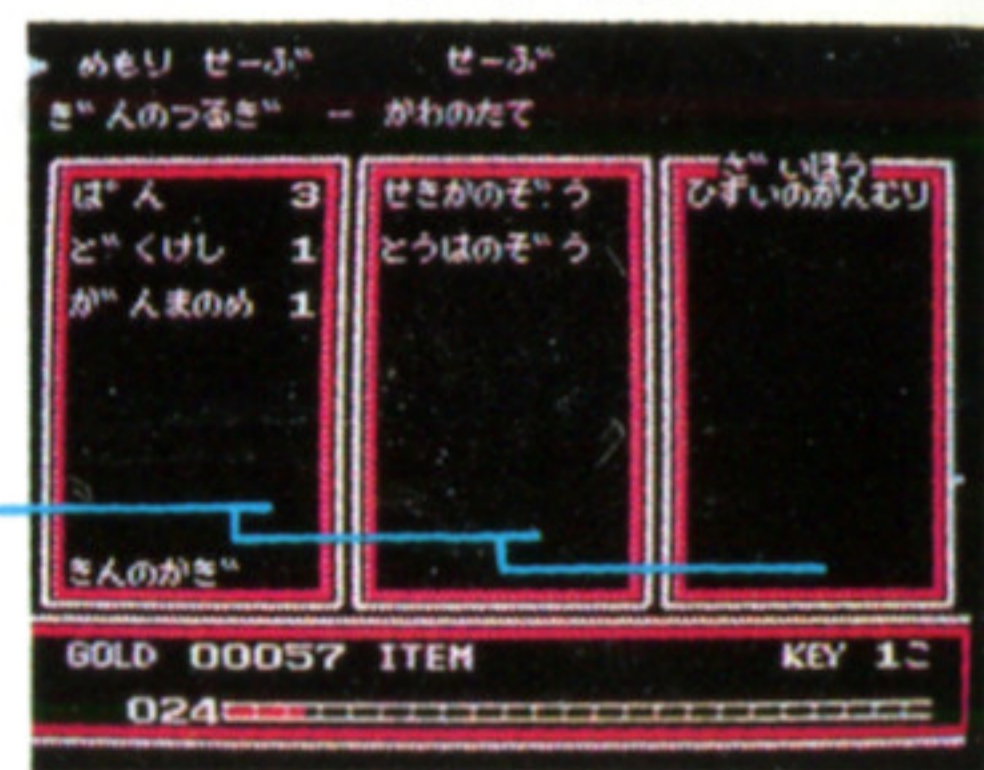 めもり せーぶ せーぶ
ぎんのつるぎ ー かわのたて
ぱん 3
どくけし 1
がんまのめ 1
きんのかぎ
せきかのぞう
とうはのぞう
ざいほう
ひすいのかんむり
GOLD 00057 ITEM KEY 1こ
024